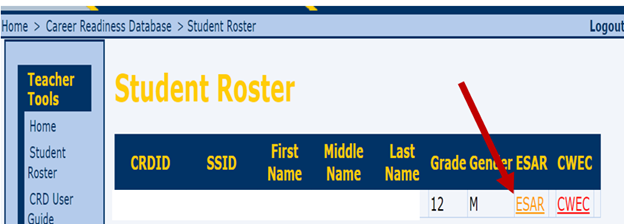 Home > Career Readiness Database > Student Roster
Logout
Teacher
Tools
Home
Student
Roster
CRD User
Guide
Student Roster
CRDID SSID First Name Middle Name Last Name Grade Gender ESAR CWEC
12 M ESAR CWEC